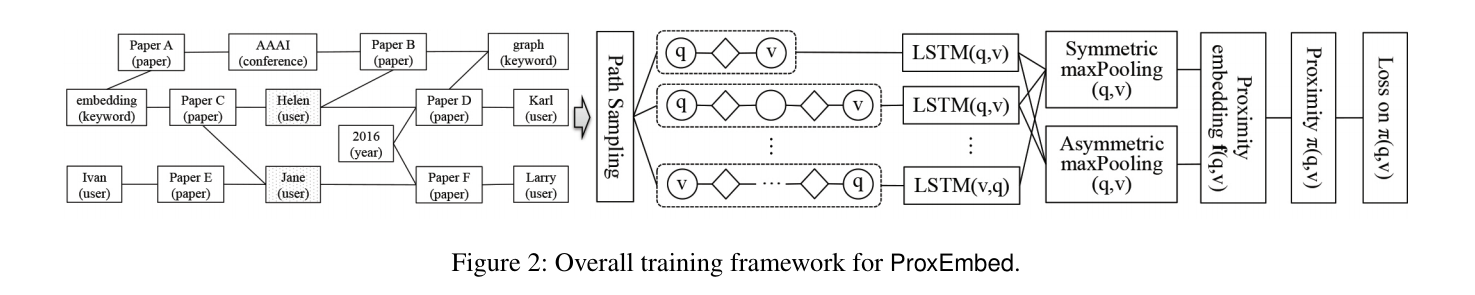 Paper A
(paper)
AAAI
(conference)
Paper B
(paper)
graph
(keyword)
embedding
(keyword)
Paper C
(paper)
Helen
(user)
Paper D
(paper)
Karl
(user)
2016
(year)
Ivan
(user)
Paper E
(paper)
Jane
(user)
Paper F
(paper)
Larry
(user)
Path Sampling
q
v
q
v
⋮
v
···
q
LSTM(q,v)
LSTM(q,v)
⋮
LSTM(v,q)
Symmetric
maxPooling
(q,v)
Asymmetric
maxPooling
(q,v)
Proximity
embedding f(q,v)
Proximity π(q,v)
Loss on π(q,v)
Figure 2: Overall training framework for ProxEmbed.